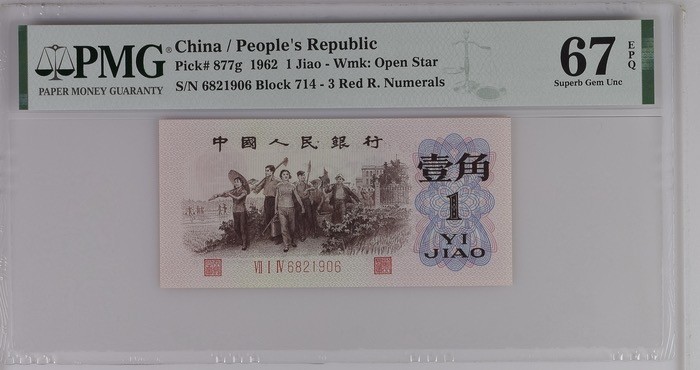 PMG
PAPER MONEY GUARANTY
China / People's Republic
Pick# 877g 1962 1 Jiao - Wmk: Open Star
S/N 6821906 Block 714 - 3 Red R. Numerals
67 EPQ
Superb Gem Unc
中國人民銀行
壹角
1
YI
JIAO
VII I IV 6821906